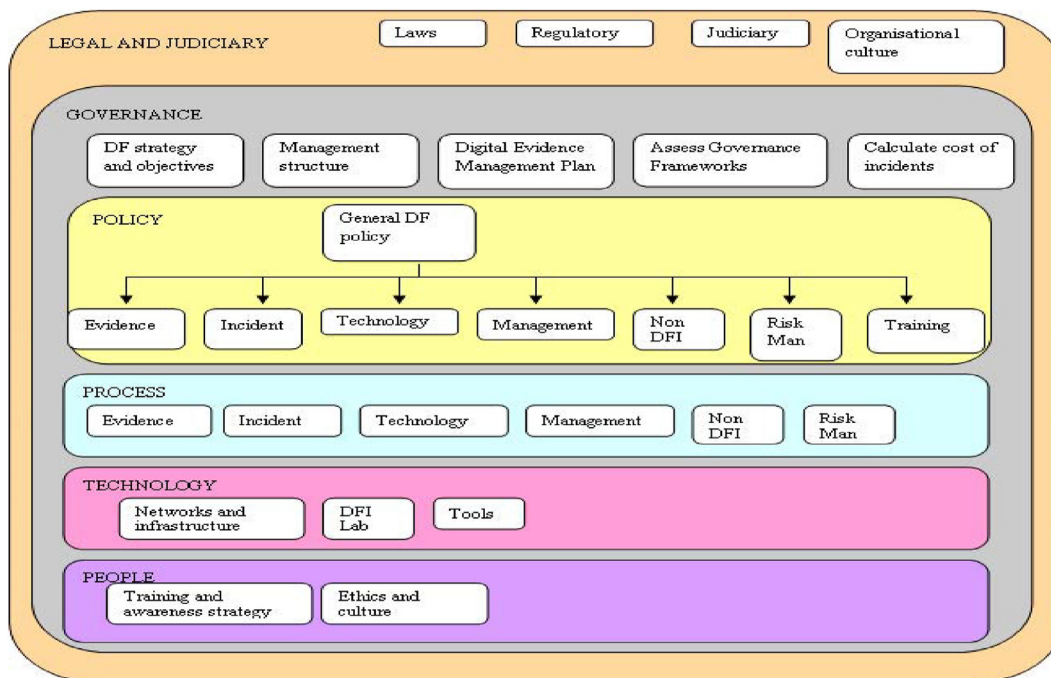 LEGAL AND JUDICIARY
Laws
Regulatory
Judiciary
Organisational
culture
GOVERNANCE
DF strategy
and objectives
Management
structure
Digital Evidence
Management Plan
Assess Governance
Frameworks
Calculate cost of
incidents
POLICY
General DF
policy
Evidence
Incident
Technology
Management
Non
DFI
Risk
Man
Training
PROCESS
Evidence
Incident
Technology
Management
Non
DFI
Risk
Man
TECHNOLOGY
Networks and
infrastructure
DFI
Lab
Tools
PEOPLE
Training and
awareness strategy
Ethics and
culture